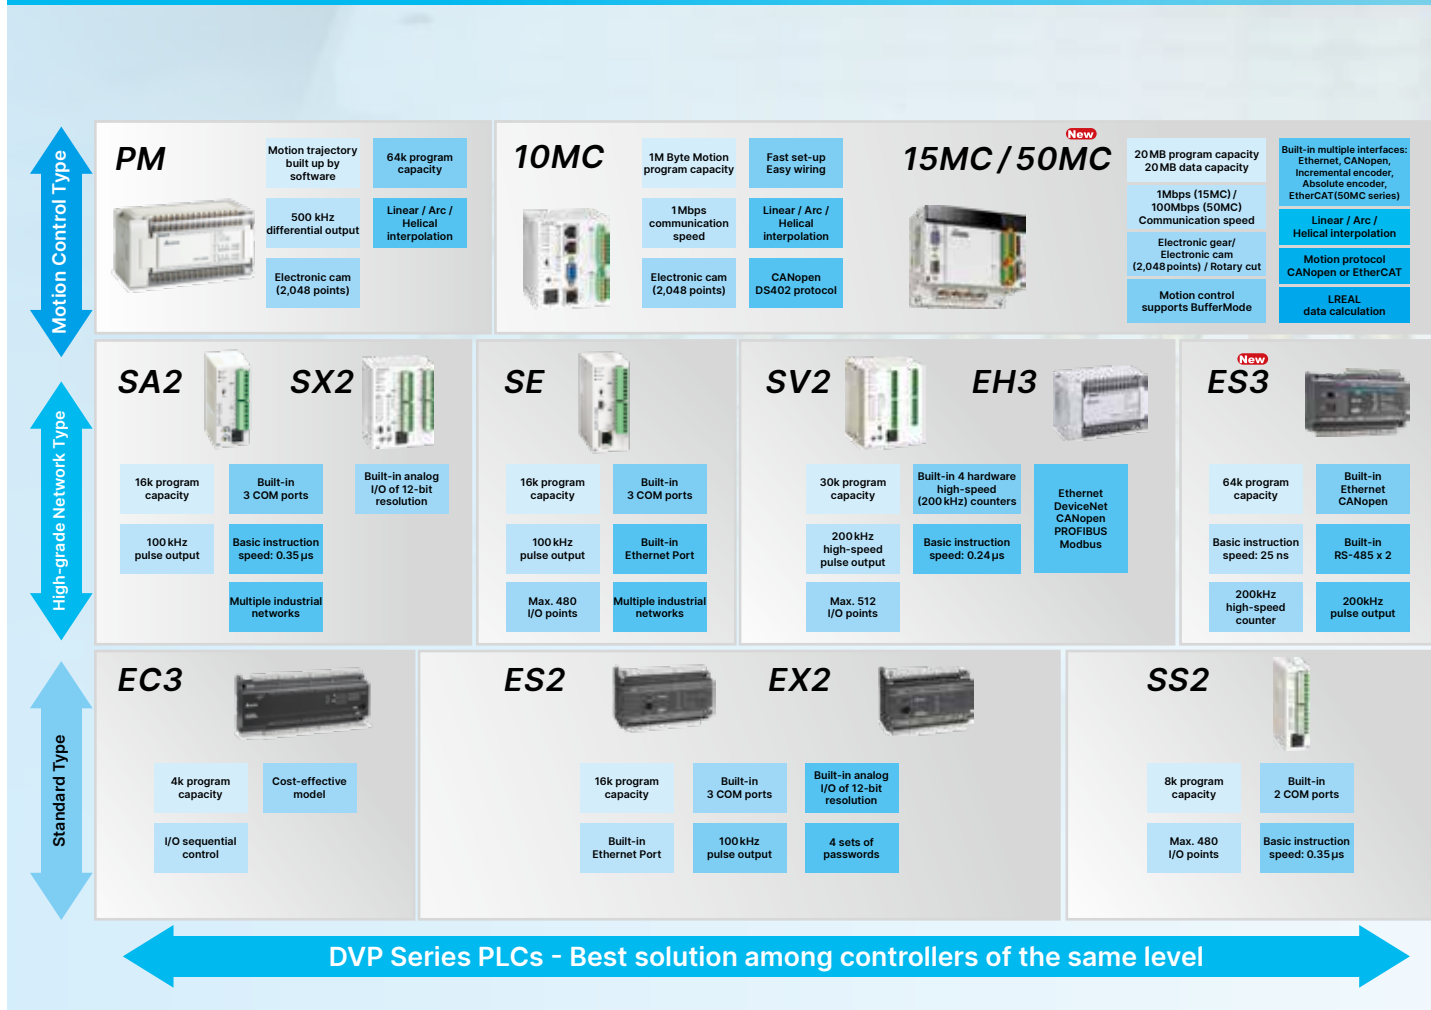 Motion Control Type
PM
Motion trajectory
built up by
software
64k program
capacity
500 kHz
differential output
Linear / Arc /
Helical
interpolation
Electronic cam
(2,048 points)
10MC
1M Byte Motion
program capacity
Fast set-up
Easy wiring
1Mbps
communication
speed
Linear / Arc /
Helical
interpolation
Electronic cam
(2,048 points)
CANopen
DS402 protocol
New
15MC / 50MC
20MB program capacity
20MB data capacity
1Mbps (15MC) /
100Mbps (50MC)
Communication speed
Electronic gear/
Electronic cam
(2,048points) / Rotary cut
Motion control
supports BufferMode
Built-in multiple interfaces:
Ethernet, CANopen,
Incremental encoder,
Absolute encoder,
EtherCAT(50MC series)
Linear / Arc /
Helical interpolation
Motion protocol
CANopen or EtherCAT
LREAL
data calculation
High-grade Network Type
SA2
SX2
16k program
capacity
Built-in
3 COM ports
Built-in analog
I/O of 12-bit
resolution
100kHz
pulse output
Basic instruction
speed: 0.35µs
Multiple industrial
networks
SE
16k program
capacity
Built-in
3 COM ports
100kHz
pulse output
Built-in
Ethernet Port
Max. 480
I/O points
Multiple industrial
networks
SV2
EH3
30k program
capacity
Built-in 4 hardware
high-speed
(200kHz) counters
Ethernet
DeviceNet
CANopen
PROFIBUS
Modbus
200kHz
high-speed
pulse output
Basic instruction
speed: 0.24µs
Max. 512
I/O points
New
ES3
64k program
capacity
Built-in
Ethernet
CANopen
Basic instruction
speed: 25 ns
Built-in
RS-485 x 2
200kHz
high-speed
counter
200kHz
pulse output
Standard Type
EC3
4k program
capacity
Cost-effective
model
I/O sequential
control
ES2
EX2
16k program
capacity
Built-in
3 COM ports
Built-in analog
I/O of 12-bit
resolution
Built-in
Ethernet Port
100kHz
pulse output
4 sets of
passwords
SS2
8k program
capacity
Built-in
2 COM ports
Max. 480
I/O points
Basic instruction
speed: 0.35µs
DVP Series PLCs - Best solution among controllers of the same level